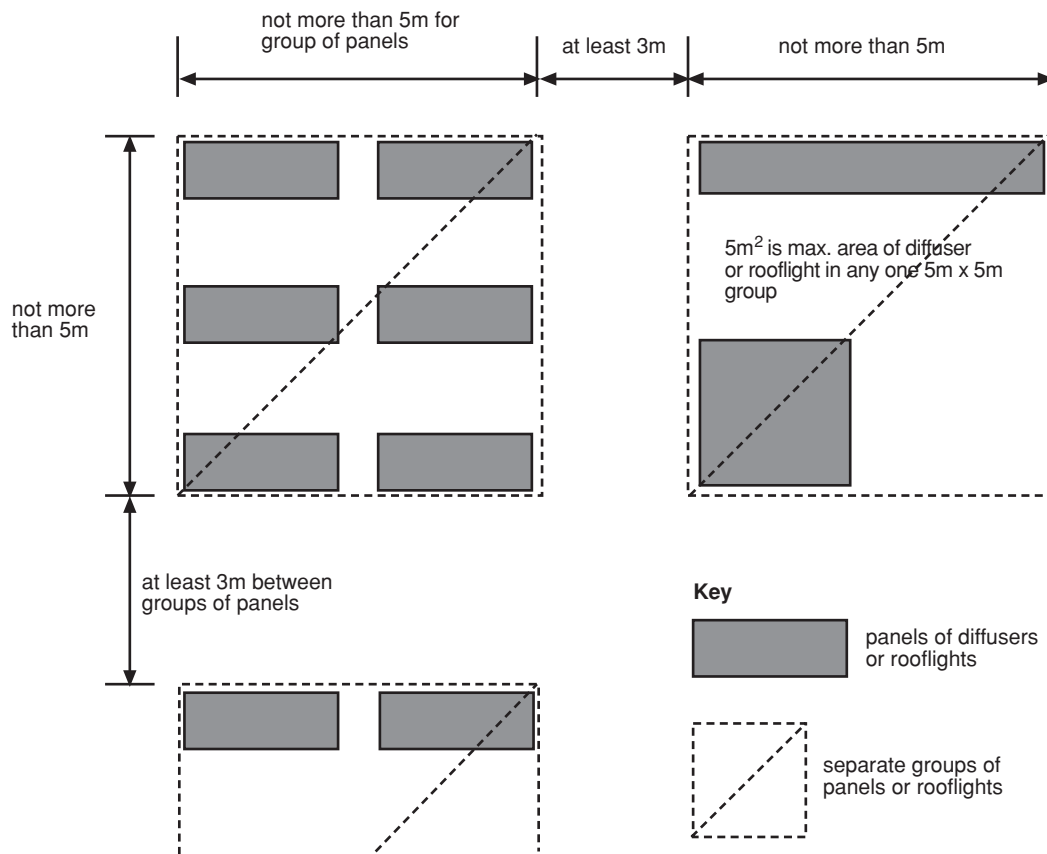 not more than 5m for
group of panels
at least 3m
not more than 5m
5m² is max. area of diffuser
or rooflight in any one 5m x 5m
group
not more
than 5m
at least 3m between
groups of panels
Key
panels of diffusers
or rooflights
separate groups of
panels or rooflights